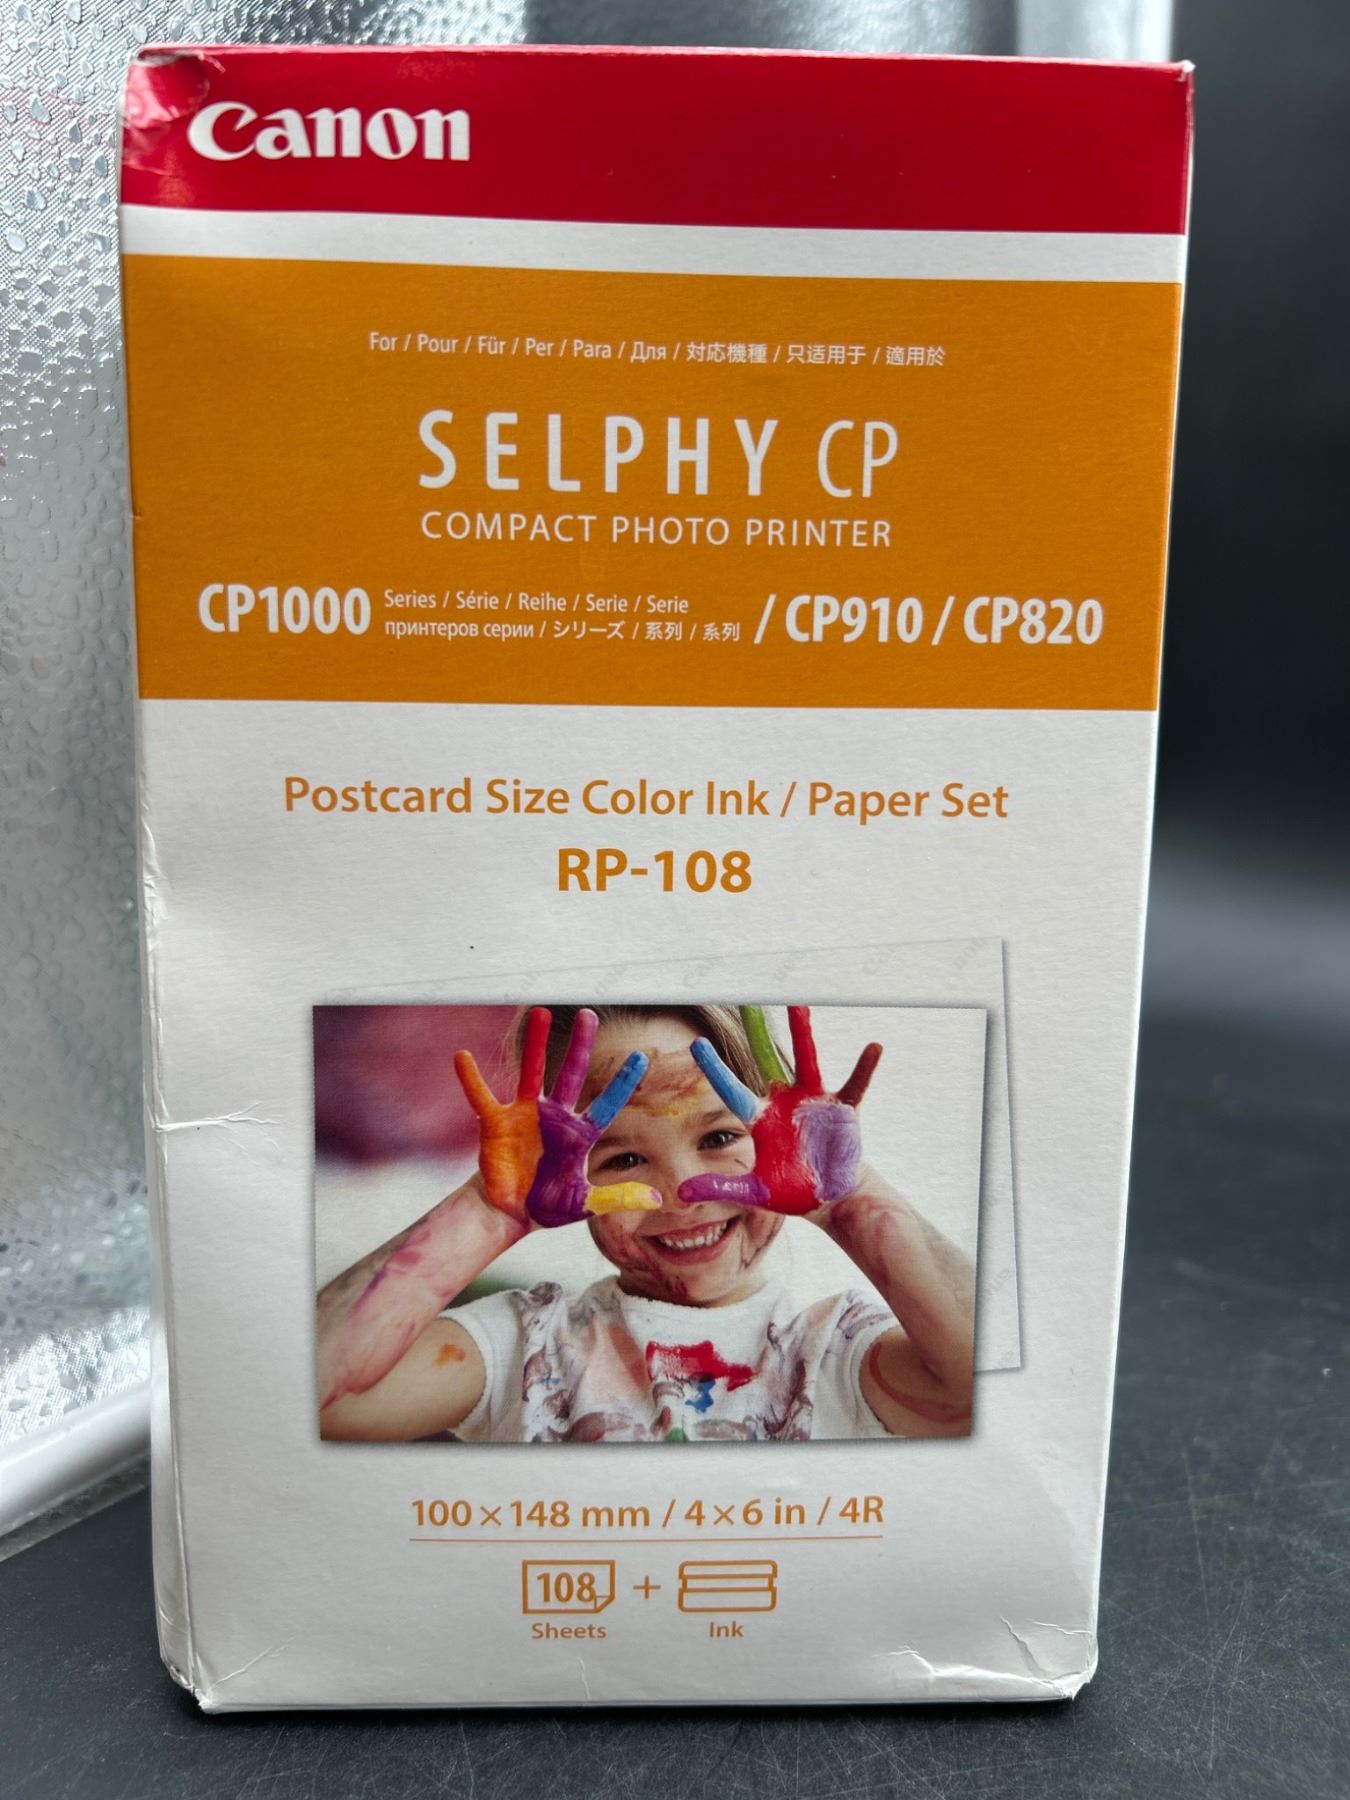 Canon
For / Pour / Für / Per / Para / Для / 対応機種 / 只适用于 / 適用於
SELPHY CP
COMPACT PHOTO PRINTER
CP1000 Series / Série / Reihe / Serie / Serie
принтеров серии / シリーズ / 系列 / 系列 / CP910 / CP820
Postcard Size Color Ink / Paper Set
RP-108
100 × 148 mm / 4 × 6 in / 4R
108 +
Sheets Ink